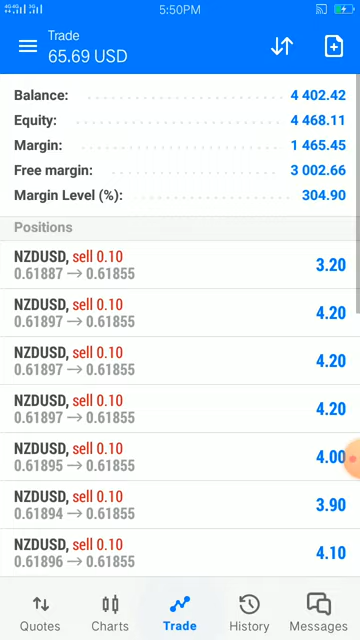 4G 4G 3G 5:50PM
Trade
65.69 USD
Balance: 4 402.42
Equity: 4 468.11
Margin: 1 465.45
Free margin: 3 002.66
Margin Level (%): 304.90
Positions
NZDUSD, sell 0.10
0.61887 → 0.61855 3.20
NZDUSD, sell 0.10
0.61897 → 0.61855 4.20
NZDUSD, sell 0.10
0.61897 → 0.61855 4.20
NZDUSD, sell 0.10
0.61897 → 0.61855 4.20
NZDUSD, sell 0.10
0.61895 → 0.61855 4.00
NZDUSD, sell 0.10
0.61894 → 0.61855 3.90
NZDUSD, sell 0.10
0.61896 → 0.61855 4.10
Quotes Charts Trade History Messages